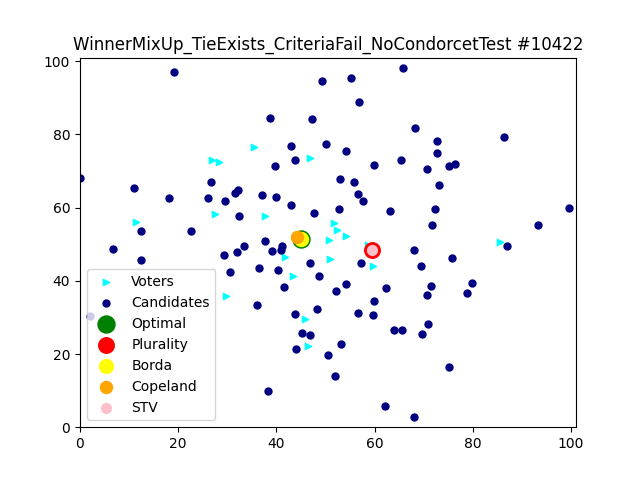 WinnerMixUp_TieExists_CriteriaFail_NoCondorcetTest #10422
100
80
60
40
20
0
Voters
Candidates
Optimal
Plurality
Borda
Copeland
STV
0 20 40 60 80 100